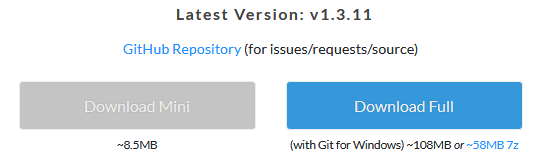 Latest Version: v1.3.11
GitHub Repository (for issues/requests/source)
Download Mini
Download Full
~8.5MB
(with Git for Windows) ~108MB or ~58MB 7z